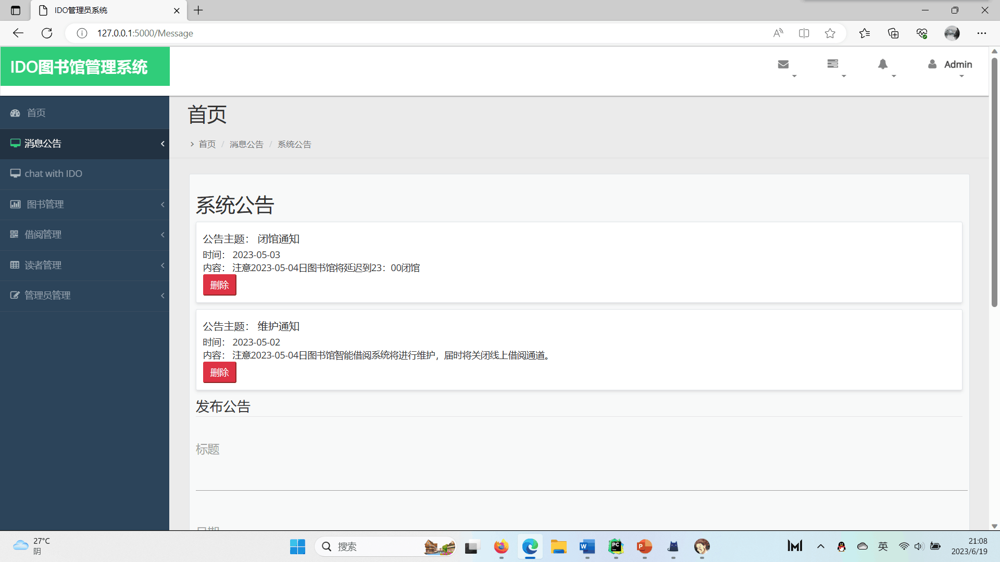 IDO管理员系统
127.0.0.1:5000/Message
IDO图书馆管理系统
Admin
首页
消息公告
chat with IDO
图书管理
借阅管理
读者管理
管理员管理
首页
首页 / 消息公告 / 系统公告
系统公告
公告主题： 闭馆通知
时间： 2023-05-03
内容： 注意2023-05-04日图书馆将延迟到23：00闭馆
删除
公告主题： 维护通知
时间： 2023-05-02
内容： 注意2023-05-04日图书馆智能借阅系统将进行维护，届时将关闭线上借阅通道。
删除
发布公告
标题
27°C
阴
搜索
英
21:08
2023/6/19